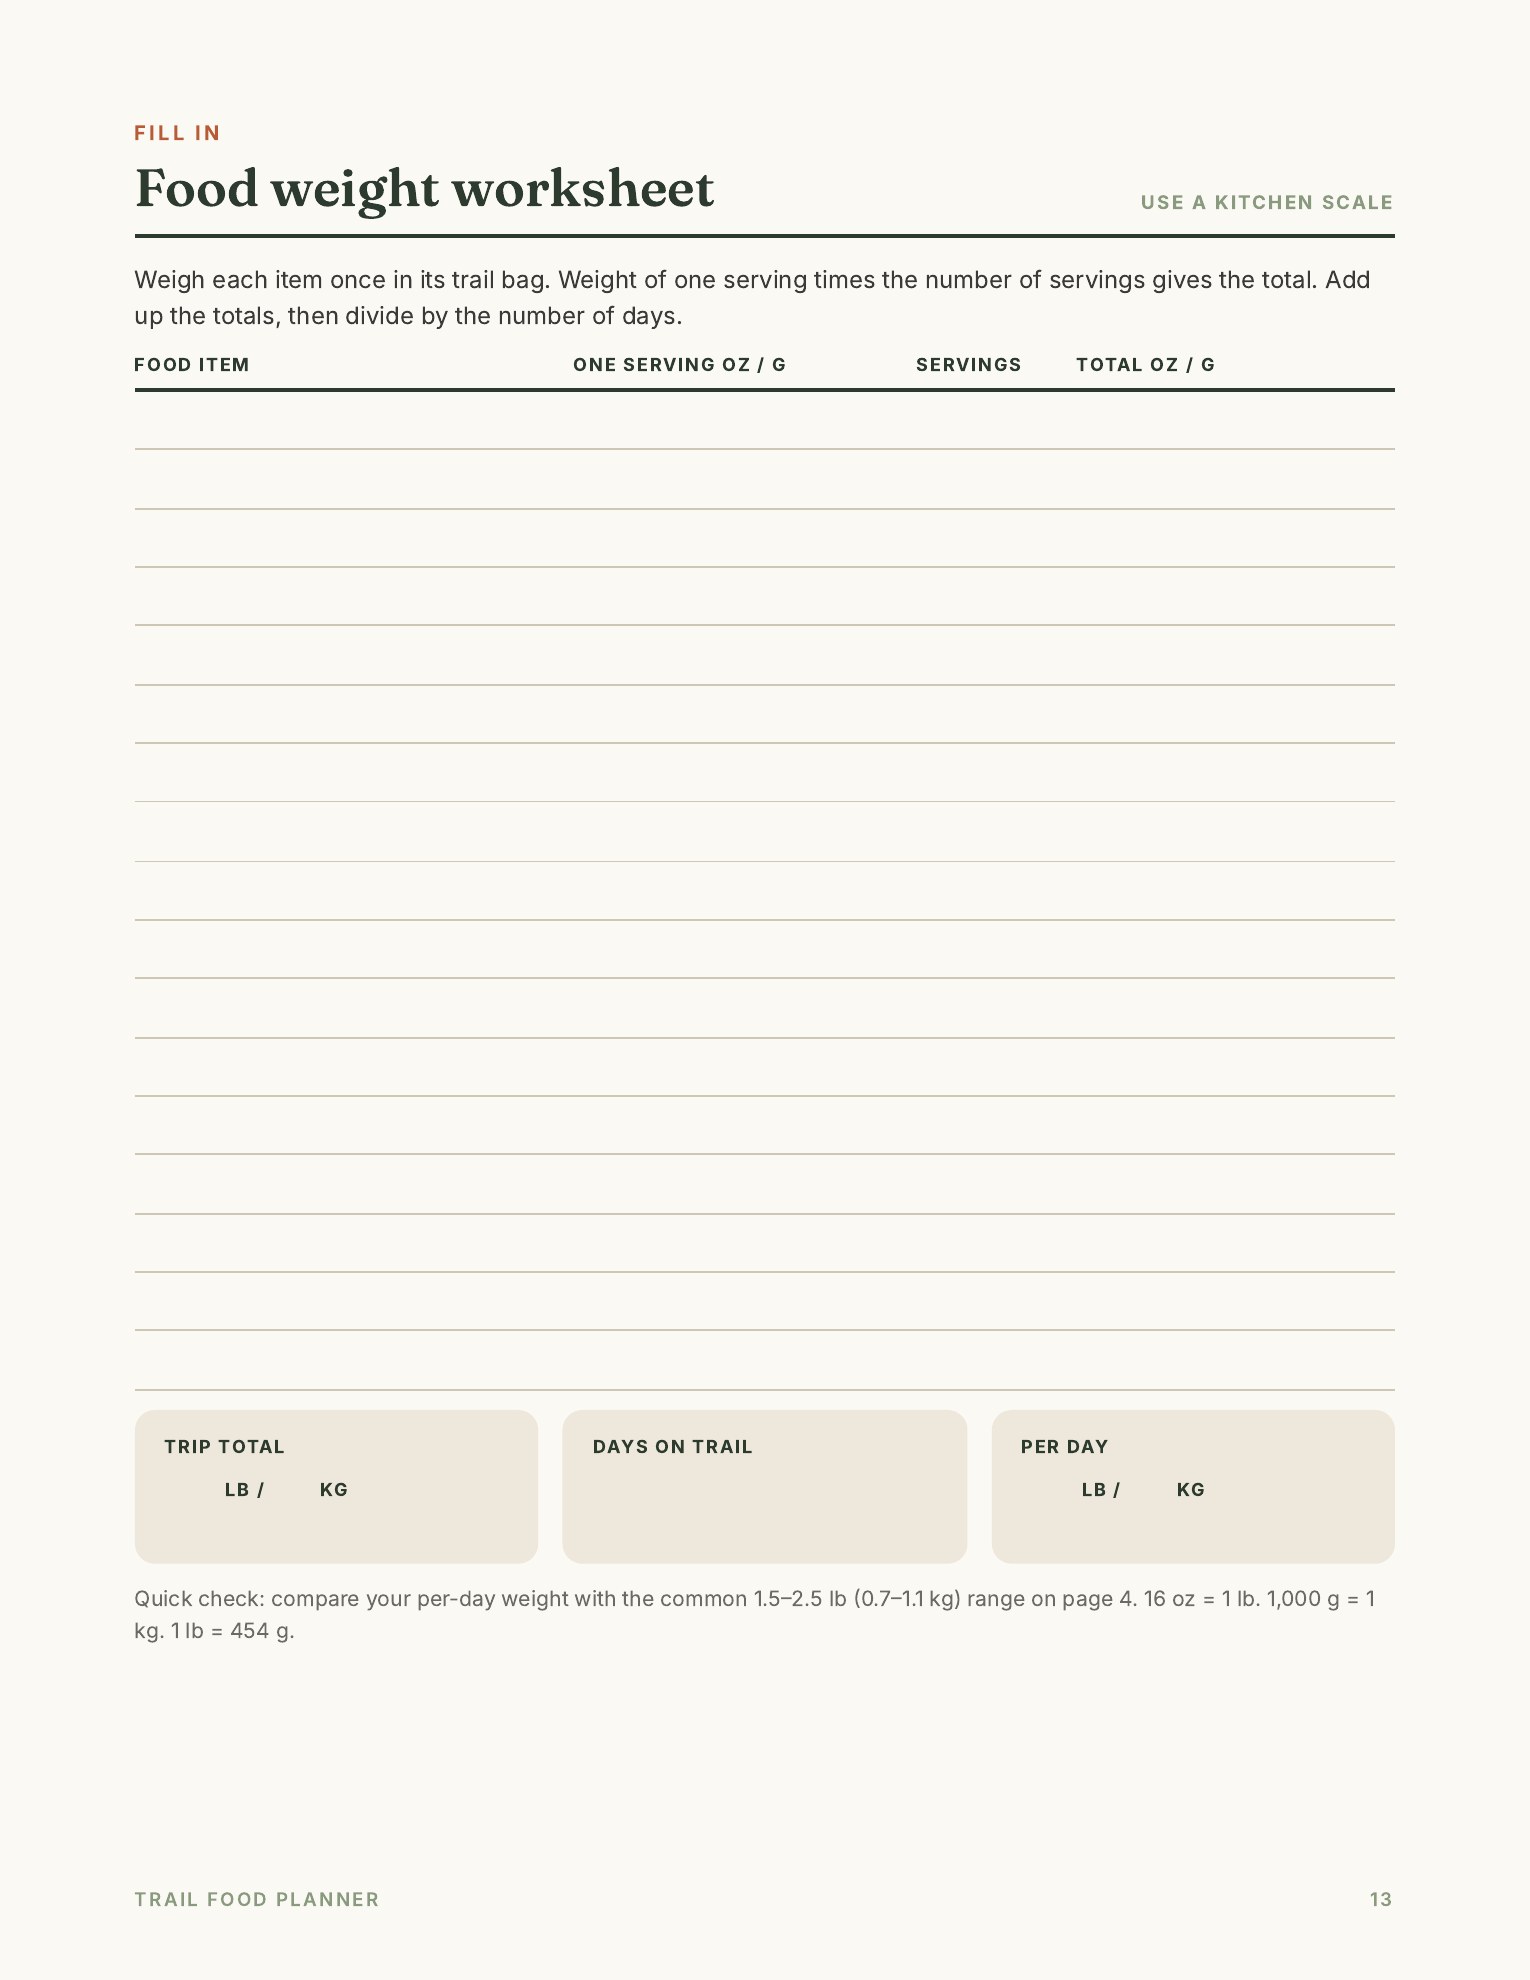 FILL IN
Food weight worksheet
USE A KITCHEN SCALE
Weigh each item once in its trail bag. Weight of one serving times the number of servings gives the total. Add
up the totals, then divide by the number of days.
FOOD ITEM ONE SERVING OZ / G SERVINGS TOTAL OZ / G
TRIP TOTAL
LB / KG
DAYS ON TRAIL
PER DAY
LB / KG
Quick check: compare your per-day weight with the common 1.5–2.5 lb (0.7–1.1 kg) range on page 4. 16 oz = 1 lb. 1,000 g = 1
kg. 1 lb = 454 g.
TRAIL FOOD PLANNER 13